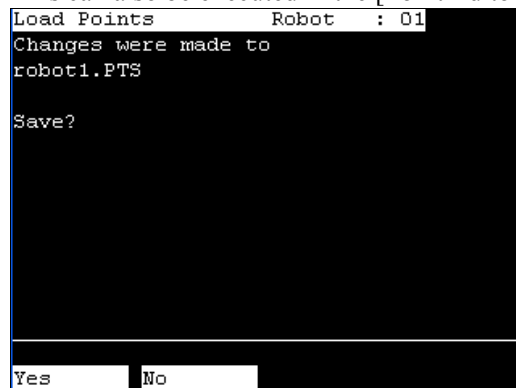 Load Points Robot : 01
Changes were made to
robot1.PTS
Save?
Yes No